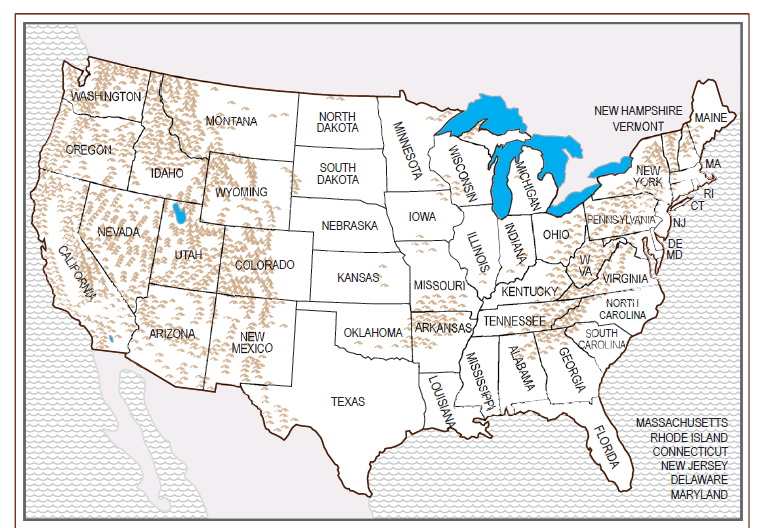 WASHINGTON
OREGON
CALIFORNIA
NEVADA
IDAHO
MONTANA
WYOMING
UTAH
COLORADO
ARIZONA
NEW
MEXICO
NORTH
DAKOTA
SOUTH
DAKOTA
NEBRASKA
KANSAS
OKLAHOMA
TEXAS
MINNESOTA
IOWA
MISSOURI
ARKANSAS
LOUISIANA
WISCONSIN
ILLINOIS
MICHIGAN
INDIANA
OHIO
KENTUCKY
TENNESSEE
MISSISSIPPI
ALABAMA
GEORGIA
FLORIDA
SOUTH
CAROLINA
NORTH
CAROLINA
VIRGINIA
W
VA
PENNSYLVANIA
NEW
YORK
NEW HAMPSHIRE
VERMONT
MAINE
MA
RI
CT
NJ
DE
MD
MASSACHUSETTS
RHODE ISLAND
CONNECTICUT
NEW JERSEY
DELAWARE
MARYLAND